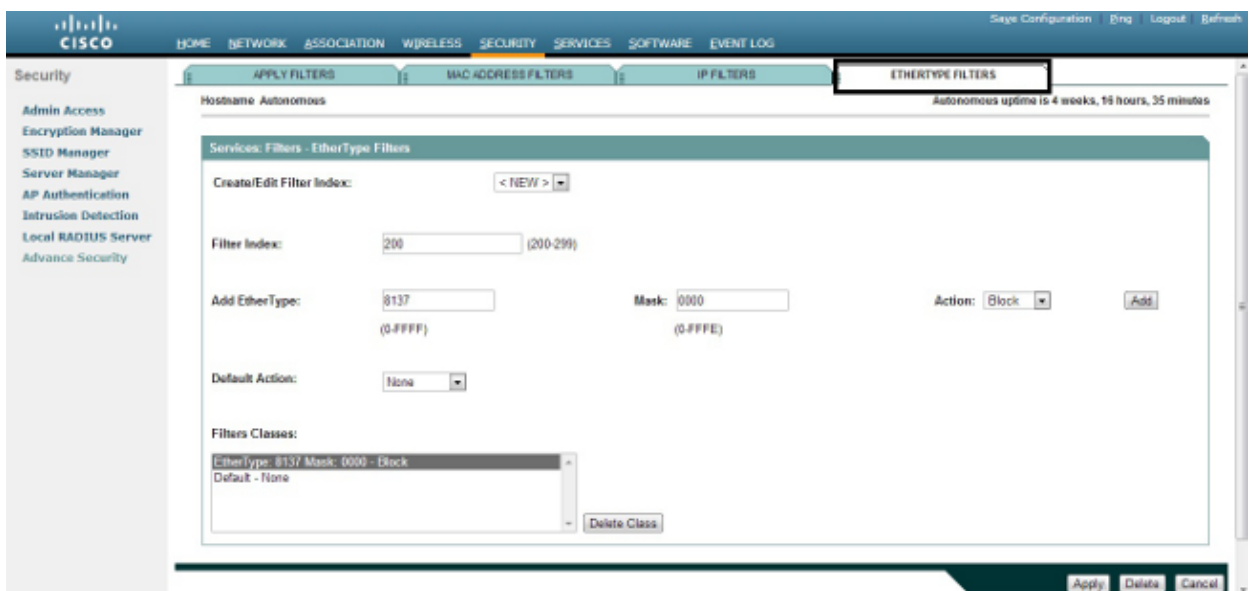 Save Configuration Ping Logout Refresh
CISCO
HOME NETWORK ASSOCIATION WIRELESS SECURITY SERVICES SOFTWARE EVENT LOG
Security
APPLY FILTERS MAC ADDRESS FILTERS IP FILTERS ETHERTYPE FILTERS
Admin Access
Encryption Manager
SSID Manager
Server Manager
AP Authentication
Intrusion Detection
Local RADIUS Server
Advance Security
Hostname Autonomous Autonomous uptime is 4 weeks, 16 hours, 35 minutes
Services: Filters - EtherType Filters
Create/Edit Filter Index: < NEW >
Filter Index: 200 (200-299)
Add EtherType: 8137 Mask: 0000 Action: Block Add
(0-FFFF) (0-FFFE)
Default Action: None
Filters Classes:
EtherType: 8137 Mask: 0000 - Block
Default - None
Delete Class
Apply Delete Cancel